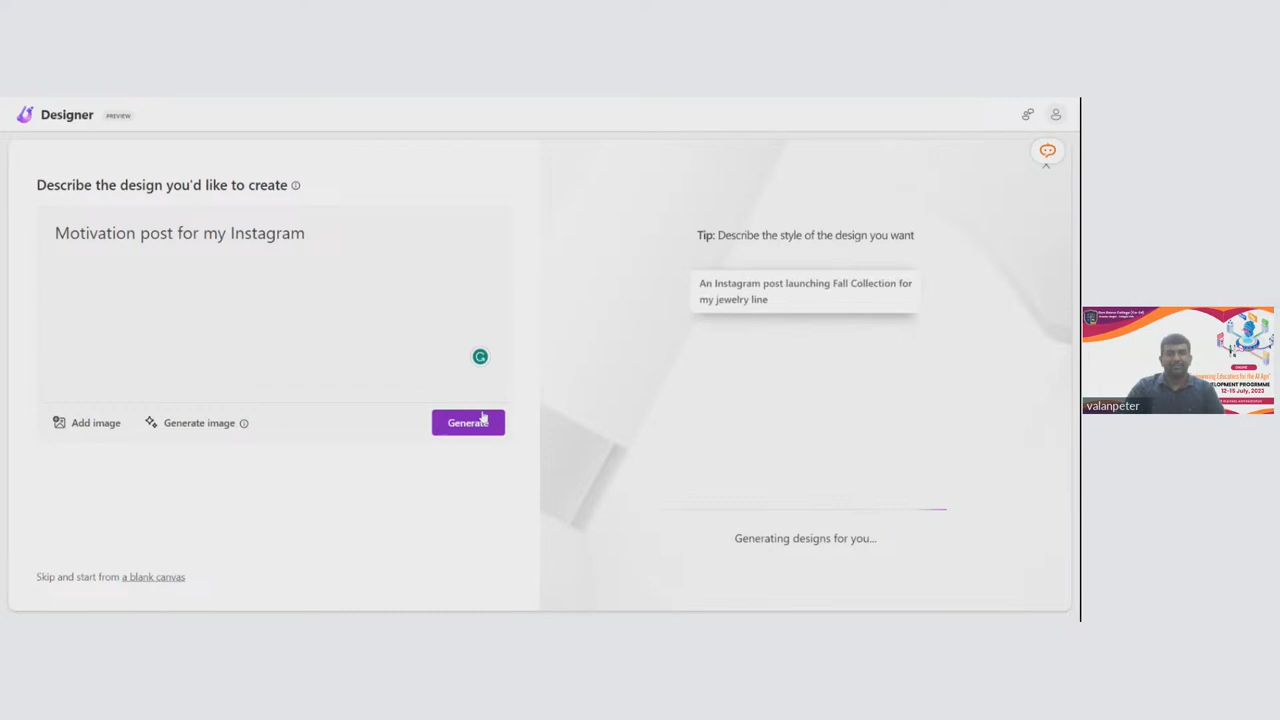 Designer PREVIEW
Describe the design you'd like to create
Motivation post for my Instagram
Add image
Generate image
Generate
Skip and start from a blank canvas
Tip: Describe the style of the design you want
An Instagram post launching Fall Collection for
my jewelry line
Generating designs for you...
ONLINE
12-15 July, 2023
valanpeter